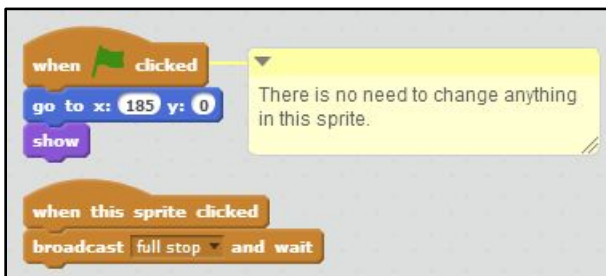 when clicked
go to x: 185 y: 0
show
There is no need to change anything
in this sprite.
when this sprite clicked
broadcast full stop and wait